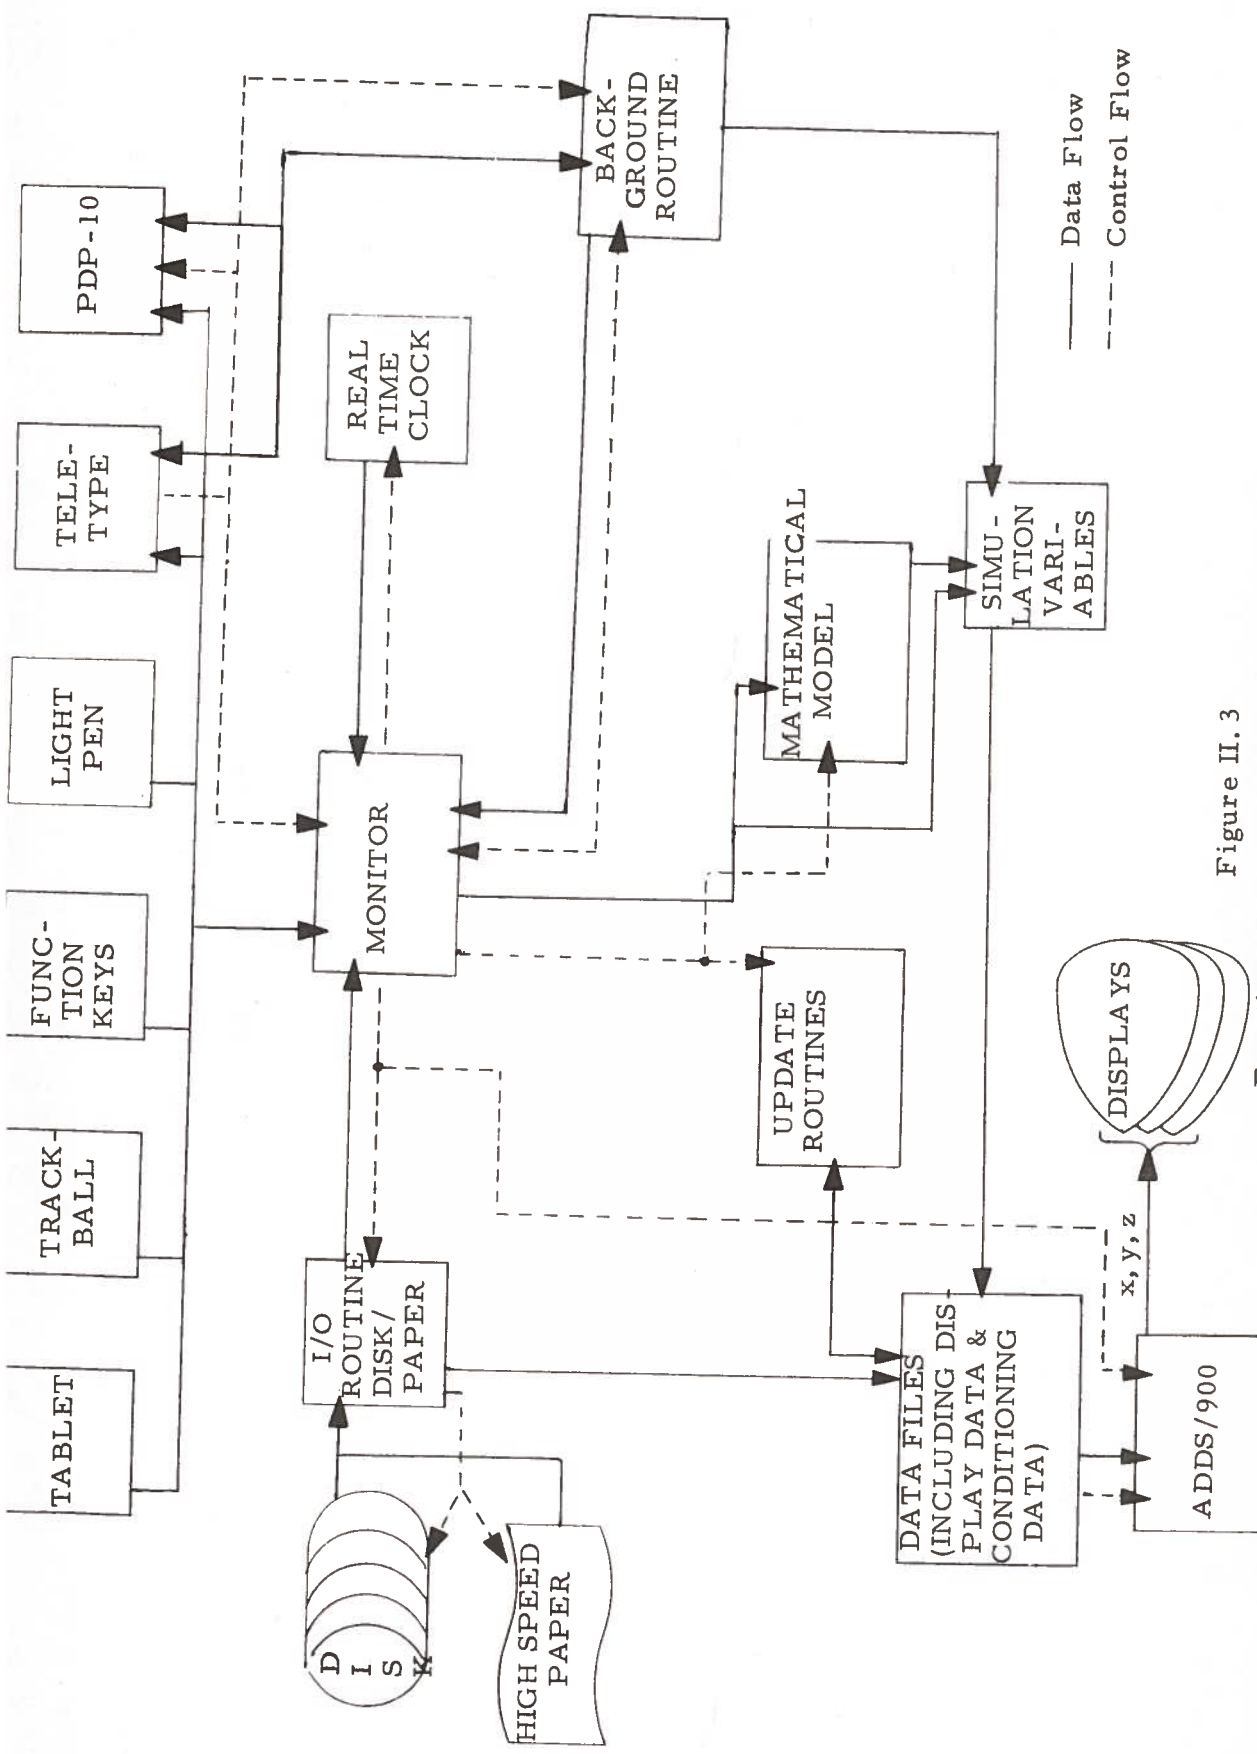 TABLET
TRACK-
BALL
FUNC-
TION
KEYS
LIGHT
PEN
TELE-
TYPE
PDP-10
D
I
S
K
HIGH SPEED
PAPER
I/O
ROUTINE
DISK/
PAPER
MONITOR
REAL
TIME
CLOCK
BACK-
GROUND
ROUTINE
UPDATE
ROUTINES
MATHEMATICAL
MODEL
DATA FILES
(INCLUDING DIS-
PLAY DATA &
CONDITIONING
DATA)
SIMU-
LATION
VARI-
ABLES
ADDS/900
x, y, z
DISPLAYS
Data Flow
Control Flow
Figure II. 3